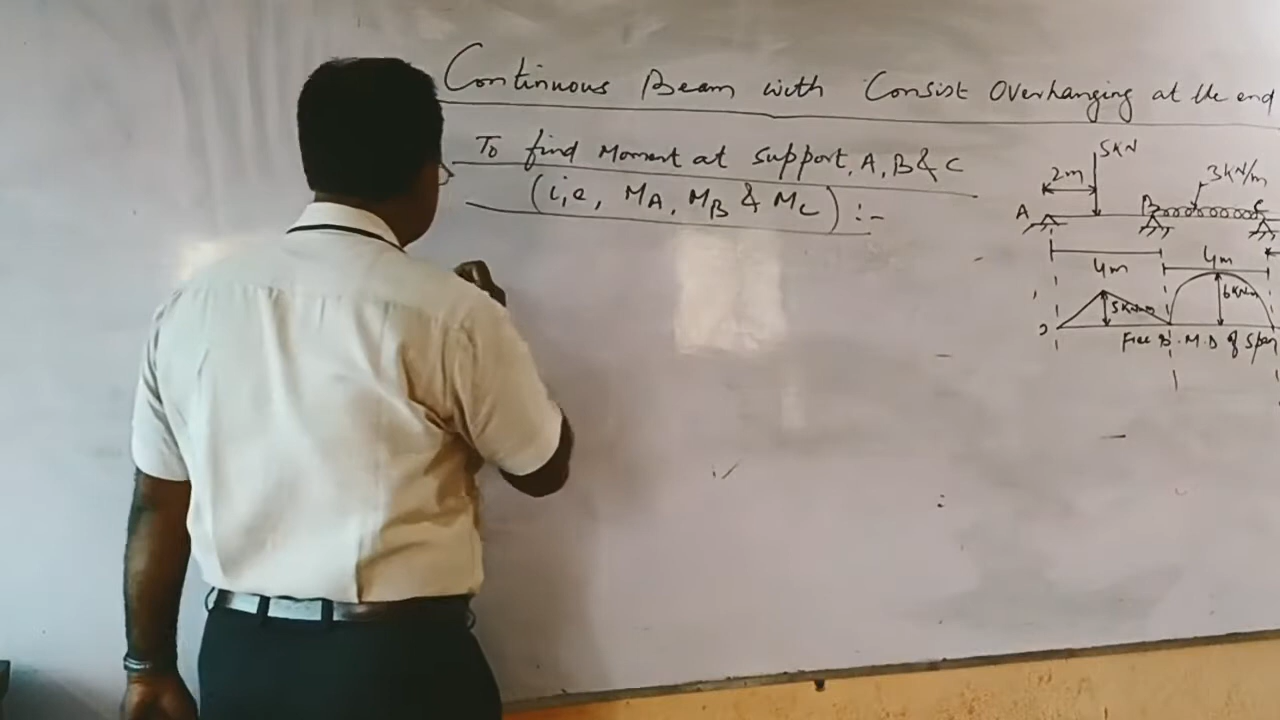 Continuous Beam with Consist Overhanging at the end
To find Moment at support, A, B & C
(i,e, MA, MB & MC) :-
5KN
2m
3KN/m
A B C
4m 4m
5KNm 6KNm
Free B.M.D of Span